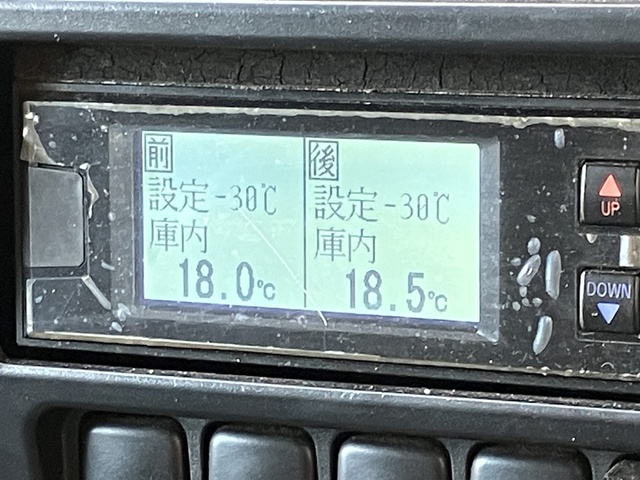 前
設定-30℃
庫内
18.0℃
後
設定-30℃
庫内
18.5℃
UP
DOWN